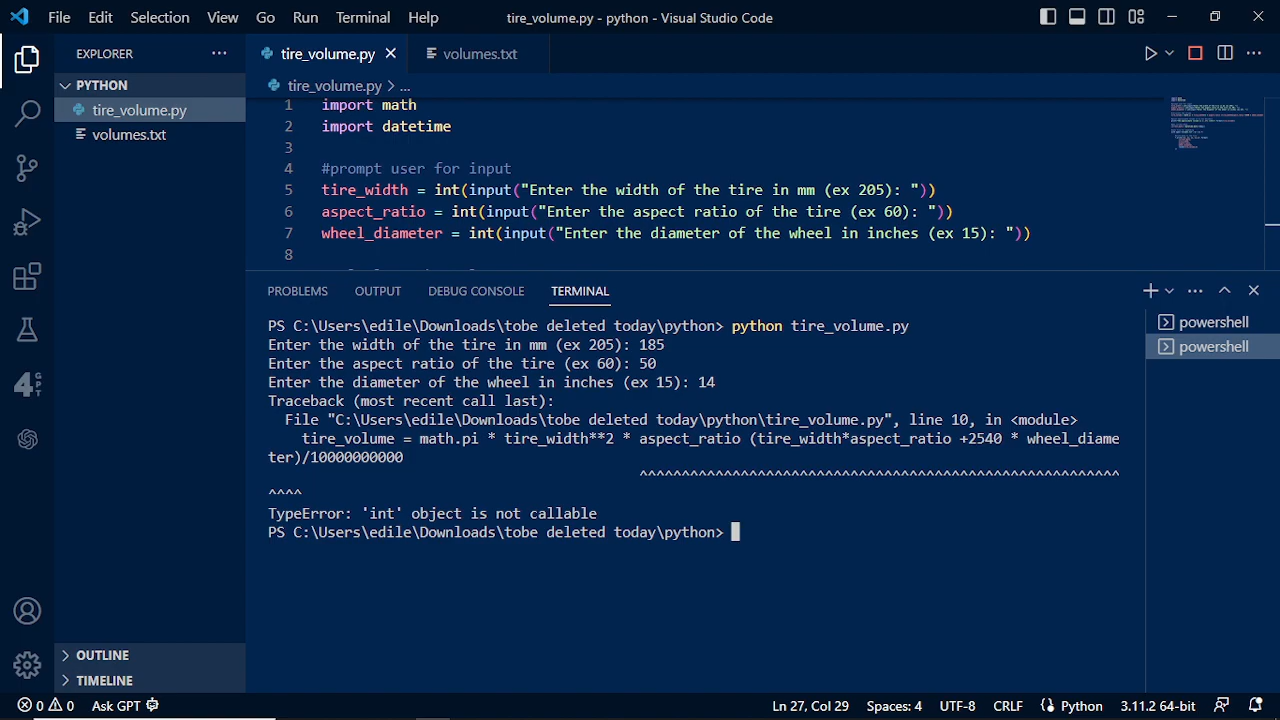 File Edit Selection View Go Run Terminal Help tire_volume.py - python - Visual Studio Code
EXPLORER
tire_volume.py
volumes.txt
PYTHON
tire_volume.py
volumes.txt
tire_volume.py > ...
1 import math
2 import datetime
3
4 #prompt user for input
5 tire_width = int(input("Enter the width of the tire in mm (ex 205): "))
6 aspect_ratio = int(input("Enter the aspect ratio of the tire (ex 60): "))
7 wheel_diameter = int(input("Enter the diameter of the wheel in inches (ex 15): "))
8
PROBLEMS OUTPUT DEBUG CONSOLE TERMINAL
PS C:\Users\edile\Downloads\tobe deleted today\python> python tire_volume.py
Enter the width of the tire in mm (ex 205): 185
Enter the aspect ratio of the tire (ex 60): 50
Enter the diameter of the wheel in inches (ex 15): 14
Traceback (most recent call last):
File "C:\Users\edile\Downloads\tobe deleted today\python\tire_volume.py", line 10, in <module>
tire_volume = math.pi * tire_width**2 * aspect_ratio (tire_width*aspect_ratio +2540 * wheel_diame
ter)/10000000000
^^^^^^^^^^^^^^^^^^^^^^^^^^^^^^^^^^^^^^^^^^^^^^^^^^^^^^^^^
^^^^
TypeError: 'int' object is not callable
PS C:\Users\edile\Downloads\tobe deleted today\python>
powershell
powershell
OUTLINE
TIMELINE
0 0 Ask GPT Ln 27, Col 29 Spaces: 4 UTF-8 CRLF Python 3.11.2 64-bit